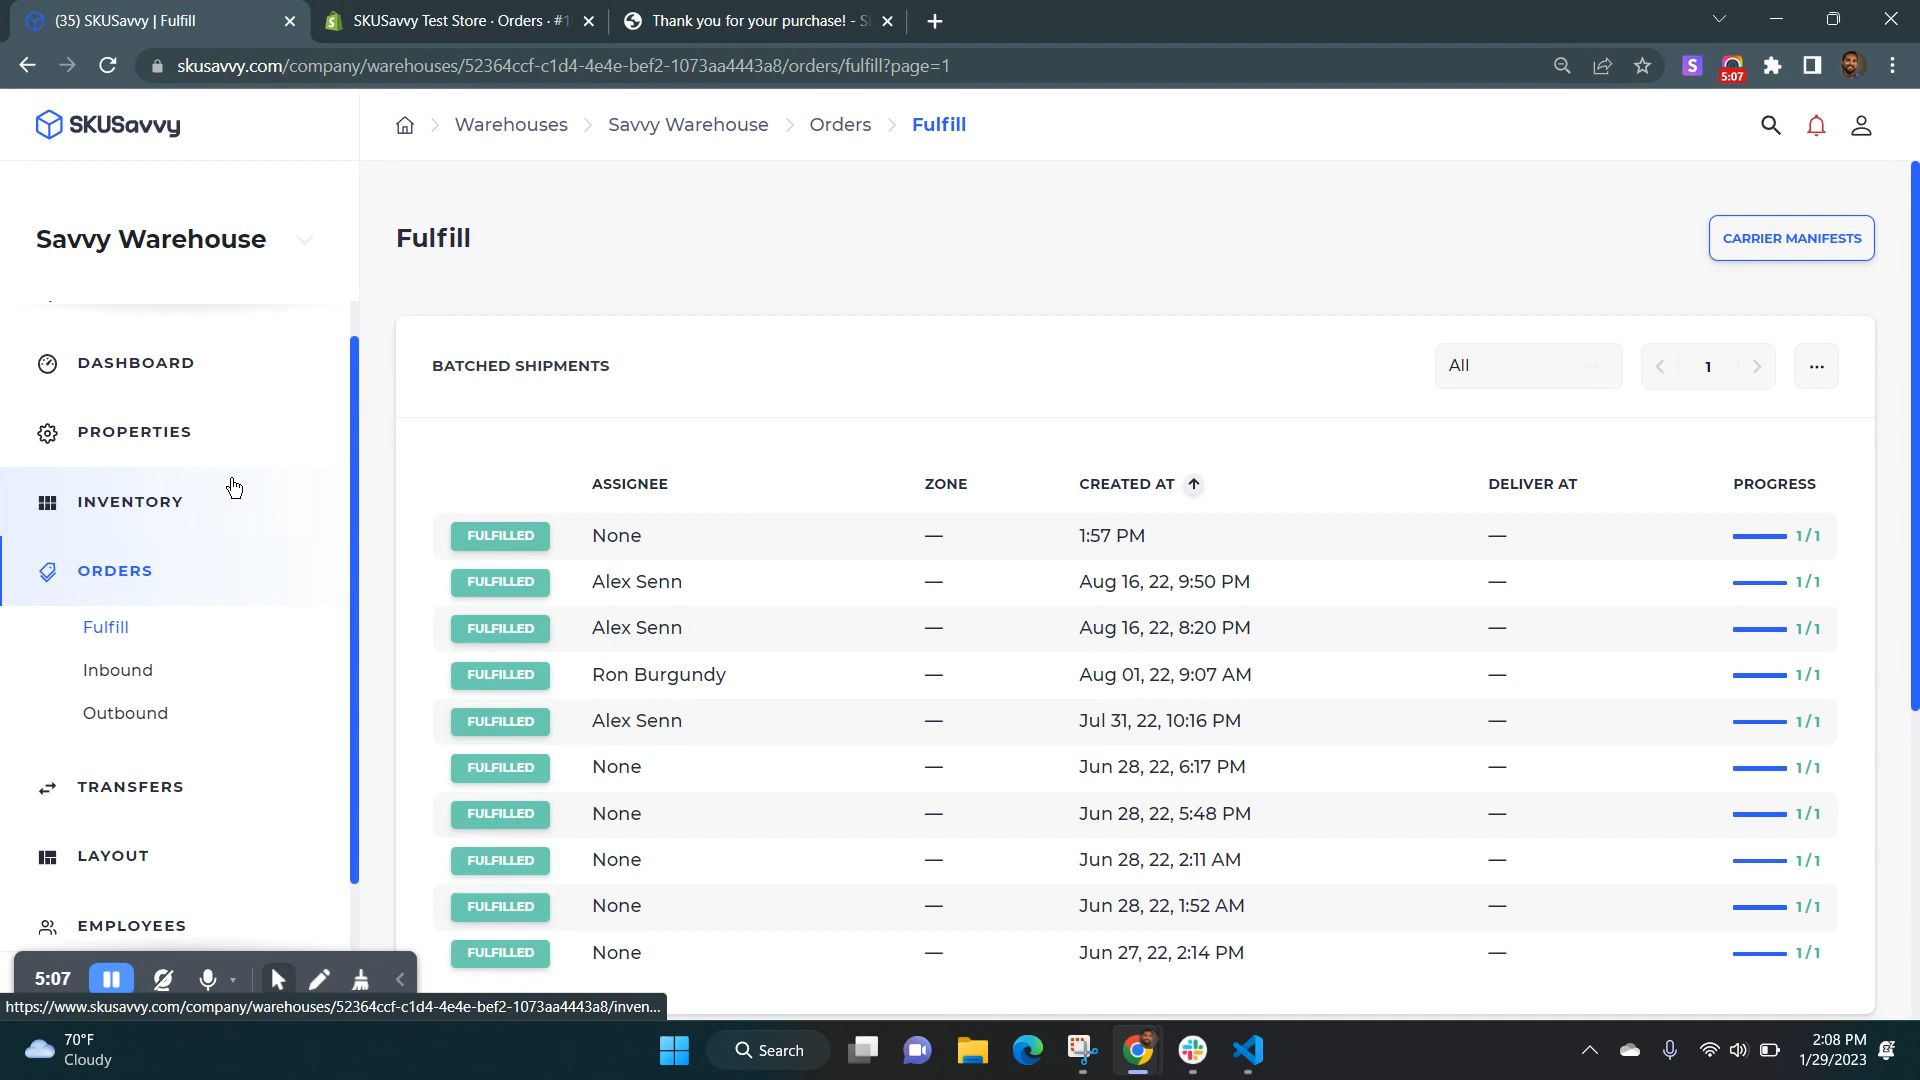 (35) SKUSavvy | Fulfill
SKUSavvy Test Store · Orders · #1
Thank you for your purchase! - S
skusavvy.com/company/warehouses/52364ccf-c1d4-4e4e-bef2-1073aa4443a8/orders/fulfill?page=1
S
5:07
SKUSavvy
Warehouses
Savvy Warehouse
Orders
Fulfill
Savvy Warehouse
Fulfill
CARRIER MANIFESTS
DASHBOARD
PROPERTIES
INVENTORY
ORDERS
Fulfill
Inbound
Outbound
TRANSFERS
LAYOUT
EMPLOYEES
BATCHED SHIPMENTS
All
1
...
ASSIGNEE ZONE CREATED AT DELIVER AT PROGRESS
FULFILLED None — 1:57 PM — 1 / 1
FULFILLED Alex Senn — Aug 16, 22, 9:50 PM — 1 / 1
FULFILLED Alex Senn — Aug 16, 22, 8:20 PM — 1 / 1
FULFILLED Ron Burgundy — Aug 01, 22, 9:07 AM — 1 / 1
FULFILLED Alex Senn — Jul 31, 22, 10:16 PM — 1 / 1
FULFILLED None — Jun 28, 22, 6:17 PM — 1 / 1
FULFILLED None — Jun 28, 22, 5:48 PM — 1 / 1
FULFILLED None — Jun 28, 22, 2:11 AM — 1 / 1
FULFILLED None — Jun 28, 22, 1:52 AM — 1 / 1
FULFILLED None — Jun 27, 22, 2:14 PM — 1 / 1
5:07
https://www.skusavvy.com/company/warehouses/52364ccf-c1d4-4e4e-bef2-1073aa4443a8/inven...
70°F
Cloudy
Search
2:08 PM
1/29/2023